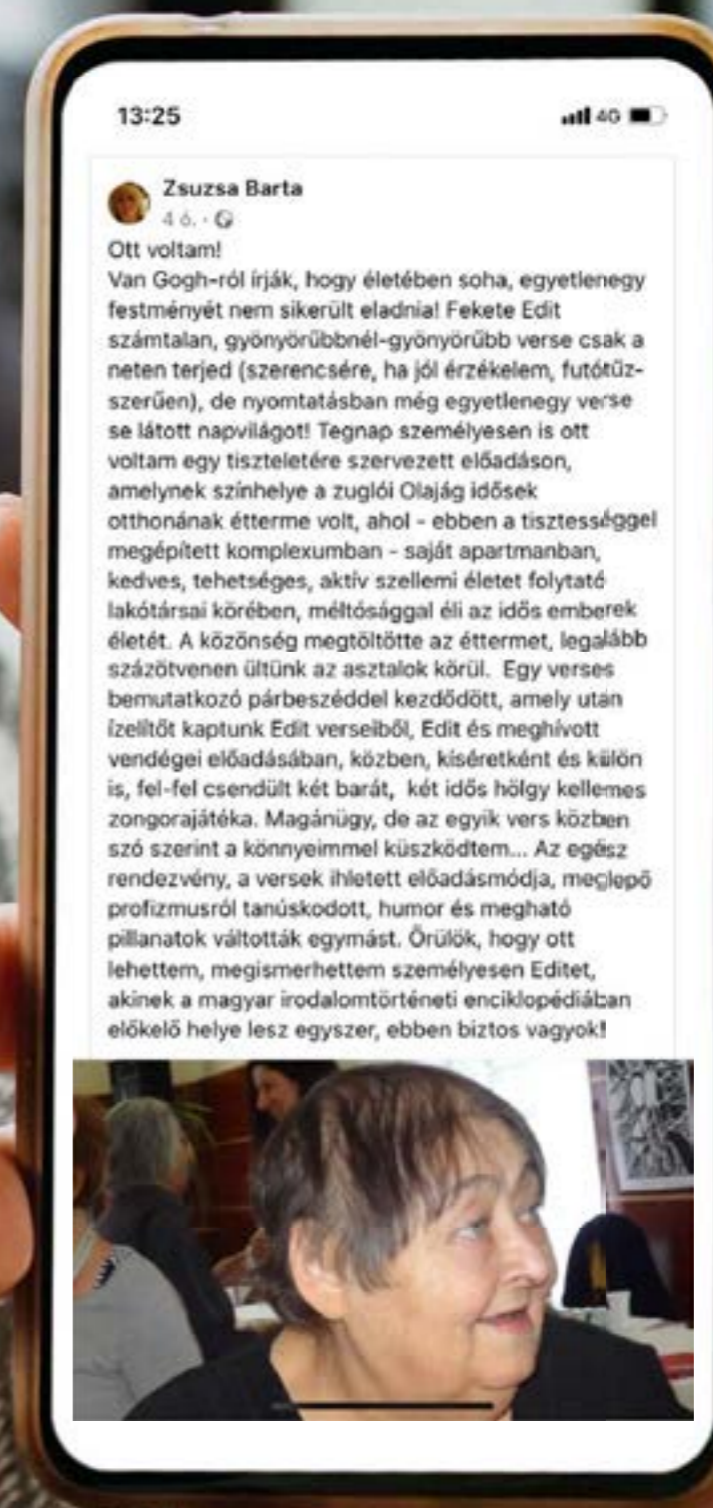 13:25
4G
Zsuzsa Barta
4 ó. ·
Ott voltam!
Van Gogh-ról írják, hogy életében soha, egyetlenegy
festményét nem sikerült eladnia! Fekete Edit
számtalan, gyönyörűbbnél-gyönyörűbb verse csak a
neten terjed (szerencsére, ha jól érzékelem, futótűz-
szerűen), de nyomtatásban még egyetlenegy verse
se látott napvilágot! Tegnap személyesen is ott
voltam egy tiszteletére szervezett előadáson,
amelynek színhelye a zuglói Olajág idősek
otthonának étterme volt, ahol - ebben a tisztességgel
megépített komplexumban - saját apartmanban,
kedves, tehetséges, aktív szellemi életet folytató
lakótársai körében, méltósággal éli az idős emberek
életét. A közönség megtöltötte az éttermet, legalább
százötvenen ültünk az asztalok körül. Egy verses
bemutatkozó párbeszéddel kezdődött, amely után
ízelítőt kaptunk Edit verseiből, Edit és meghívott
vendégei előadásában, közben, kíséretként és külön
is, fel-fel csendült két barát, két idős hölgy kellemes
zongorajátéka. Magánügy, de az egyik vers közben
szó szerint a könnyeimmel küszködtem... Az egész
rendezvény, a versek ihletett előadásmódja, meglepő
profizmusról tanúskodott, humor és megható
pillanatok váltották egymást. Örülök, hogy ott
lehettem, megismerhettem személyesen Editet,
akinek a magyar irodalomtörténeti enciklopédiában
előkelő helye lesz egyszer, ebben biztos vagyok!